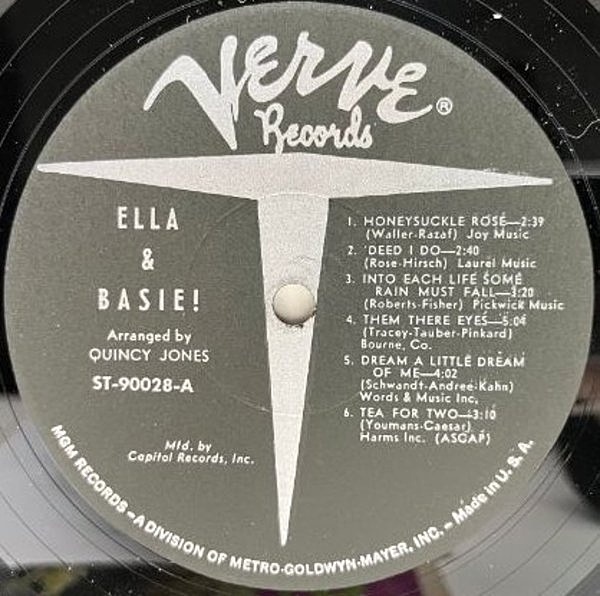 Verve®
Records
ELLA
&
BASIE!
Arranged by
QUINCY JONES
ST-90028-A
Mfd. by
Capitol Records, Inc.
1. HONEYSUCKLE ROSE—2:39
(Waller-Razaf) Joy Music
2. 'DEED I DO—2:40
(Rose-Hirsch) Laurel Music
3. INTO EACH LIFE SOME
RAIN MUST FALL—3:20
(Roberts-Fisher) Pickwick Music
4. THEM THERE EYES—5:04
(Tracey-Tauber-Pinkard)
Bourne, Co.
5. DREAM A LITTLE DREAM
OF ME—4:02
(Schwandt-Andreé-Kahn)
Words & Music Inc.
6. TEA FOR TWO—3:10
(Youmans-Caesar)
Harms Inc. (ASCAP)
MGM RECORDS – A DIVISION OF METRO-GOLDWYN-MAYER, INC. – Made in U. S. A.